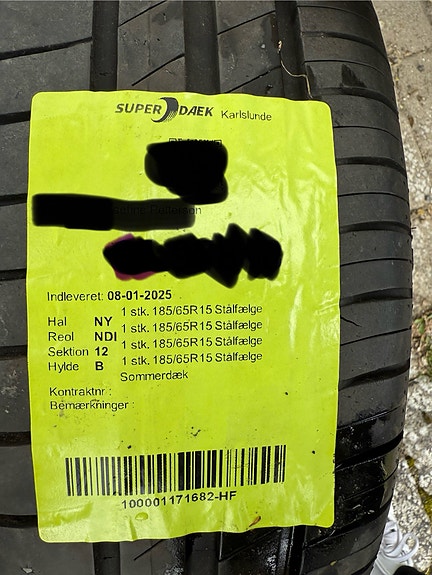 SUPER DÆK Karlslunde
Indleveret: 08-01-2025
Hal NY 1 stk. 185/65R15 Stålfælge
Reol NDI 1 stk. 185/65R15 Stålfælge
Sektion 12 1 stk. 185/65R15 Stålfælge
Hylde B 1 stk. 185/65R15 Stålfælge
Sommerdæk
Kontraktnr :
Bemærkninger :
100001171682-HF